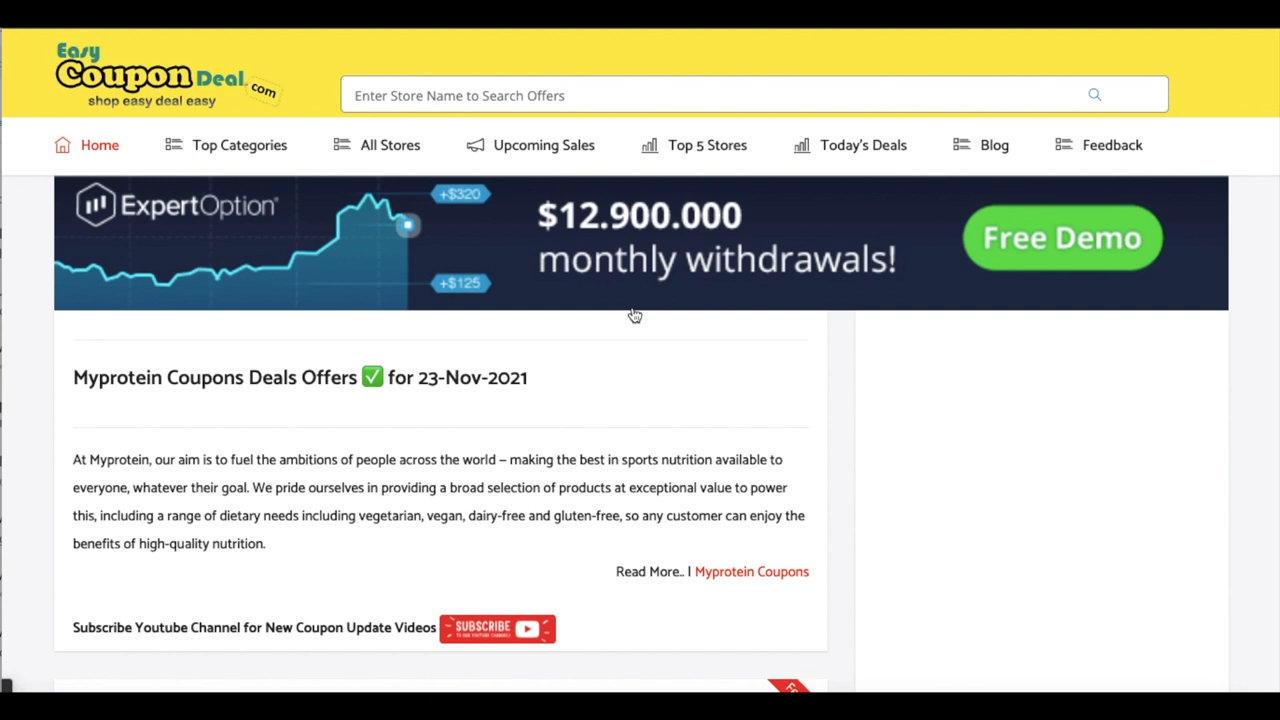 Easy
Coupon Deal.com
shop easy deal easy
Enter Store Name to Search Offers
Home
Top Categories
All Stores
Upcoming Sales
Top 5 Stores
Today's Deals
Blog
Feedback
ExpertOption
+$320
+$125
$12.900.000
monthly withdrawals!
Free Demo
Myprotein Coupons Deals Offers ✅ for 23-Nov-2021
At Myprotein, our aim is to fuel the ambitions of people across the world – making the best in sports nutrition available to
everyone, whatever their goal. We pride ourselves in providing a broad selection of products at exceptional value to power
this, including a range of dietary needs including vegetarian, vegan, dairy-free and gluten-free, so any customer can enjoy the
benefits of high-quality nutrition.
Read More.. | Myprotein Coupons
Subscribe Youtube Channel for New Coupon Update Videos
SUBSCRIBE
TO OUR YOUTUBE CHANNEL